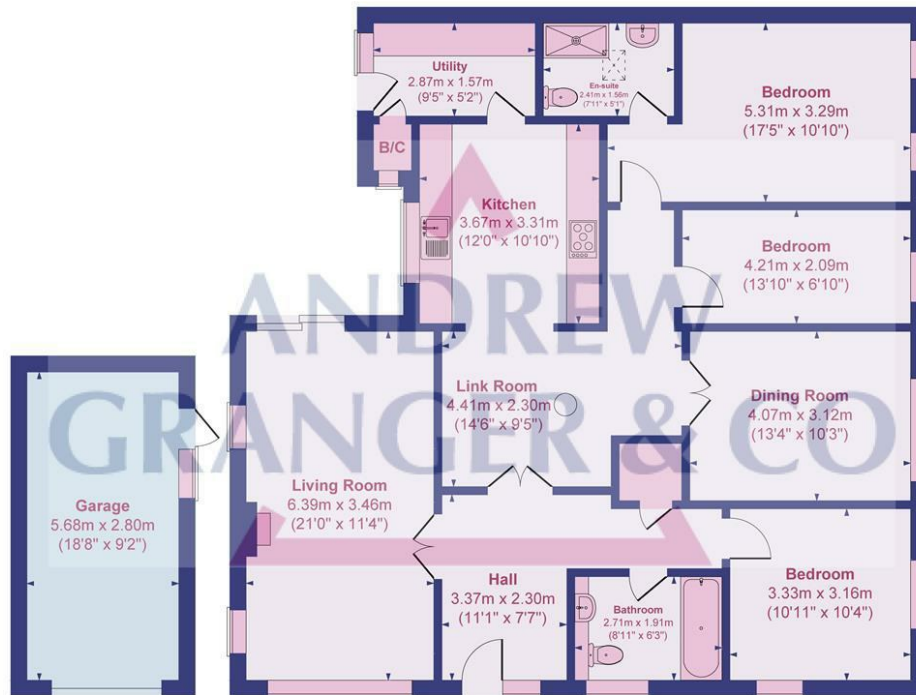 Utility
2.87m x 1.57m
(9'5" x 5'2")
En-suite
2.41m x 1.56m
(7'11" x 5'1")
Bedroom
5.31m x 3.29m
(17'5" x 10'10")
B/C
Kitchen
3.67m x 3.31m
(12'0" x 10'10")
Bedroom
4.21m x 2.09m
(13'10" x 6'10")
ANDREW
GRANGER & CO
Link Room
4.41m x 2.30m
(14'6" x 9'5")
Dining Room
4.07m x 3.12m
(13'4" x 10'3")
Living Room
6.39m x 3.46m
(21'0" x 11'4")
Garage
5.68m x 2.80m
(18'8" x 9'2")
Hall
3.37m x 2.30m
(11'1" x 7'7")
Bathroom
2.71m x 1.91m
(8'11" x 6'3")
Bedroom
3.33m x 3.16m
(10'11" x 10'4")